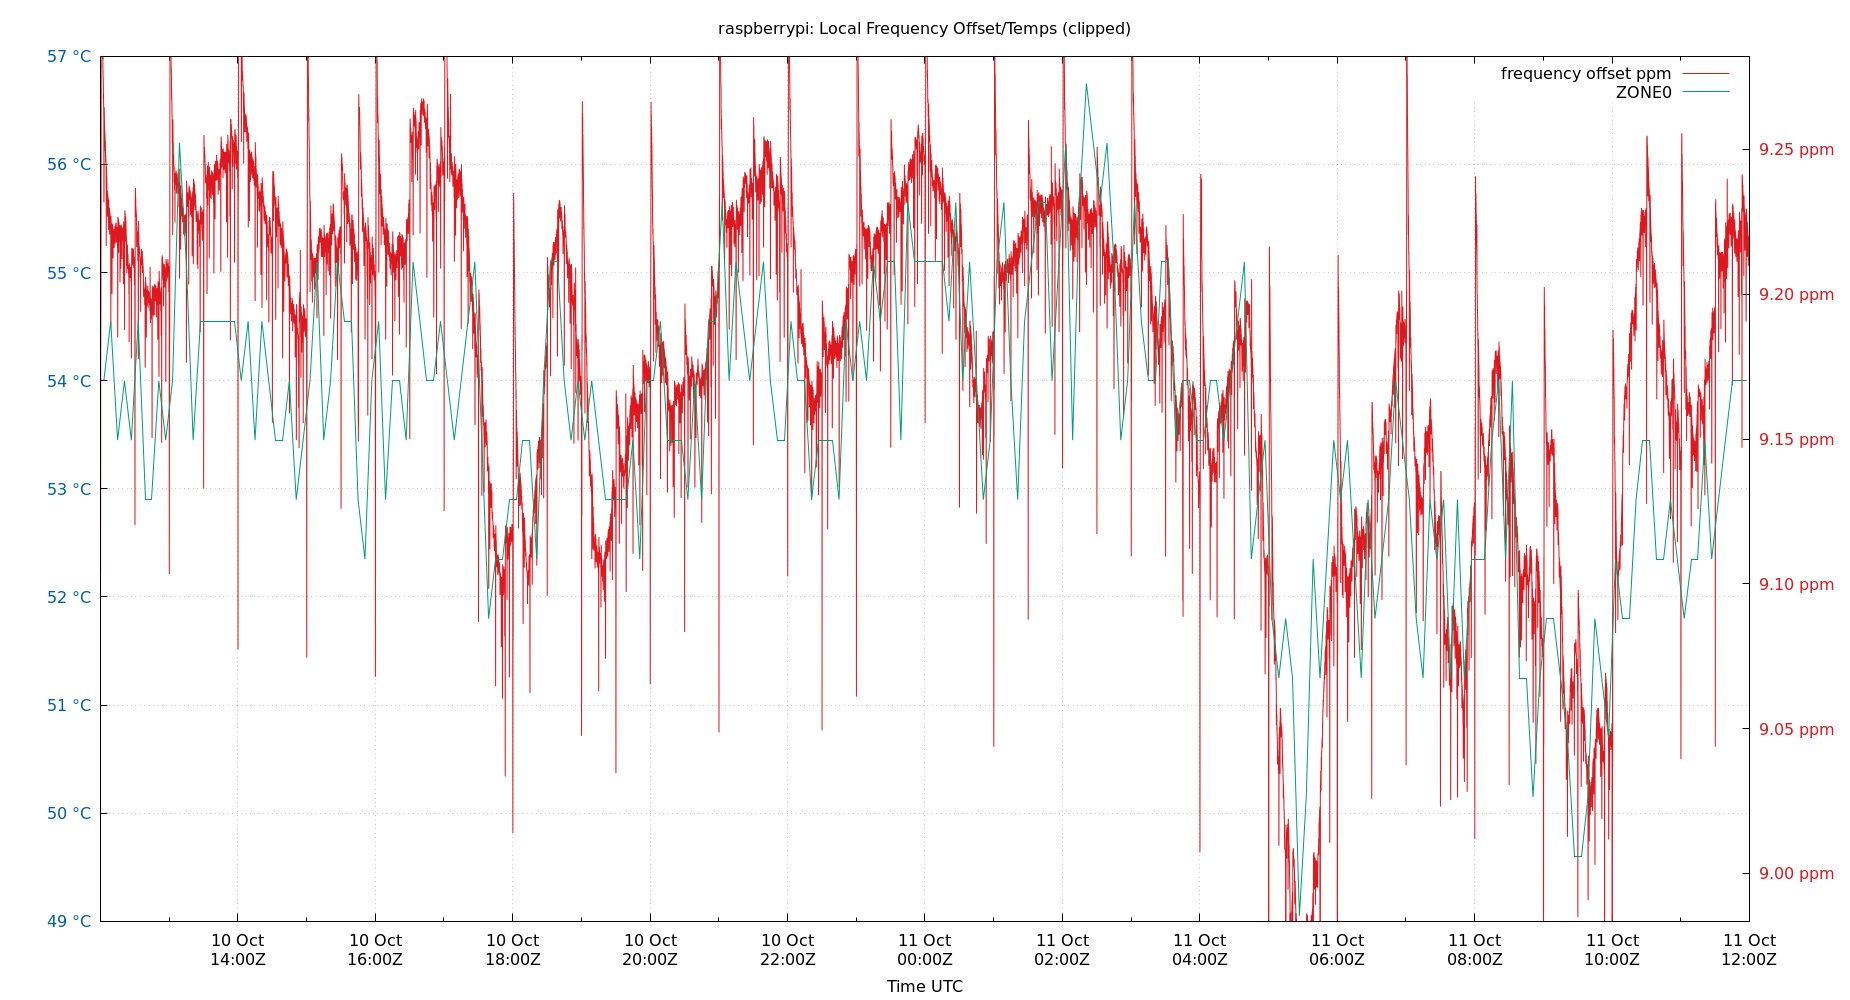 raspberrypi: Local Frequency Offset/Temps (clipped)
57 °C
56 °C
55 °C
54 °C
53 °C
52 °C
51 °C
50 °C
49 °C
frequency offset ppm
ZONE0
9.25 ppm
9.20 ppm
9.15 ppm
9.10 ppm
9.05 ppm
9.00 ppm
10 Oct
14:00Z
10 Oct
16:00Z
10 Oct
18:00Z
10 Oct
20:00Z
10 Oct
22:00Z
11 Oct
00:00Z
11 Oct
02:00Z
11 Oct
04:00Z
11 Oct
06:00Z
11 Oct
08:00Z
11 Oct
10:00Z
11 Oct
12:00Z
Time UTC